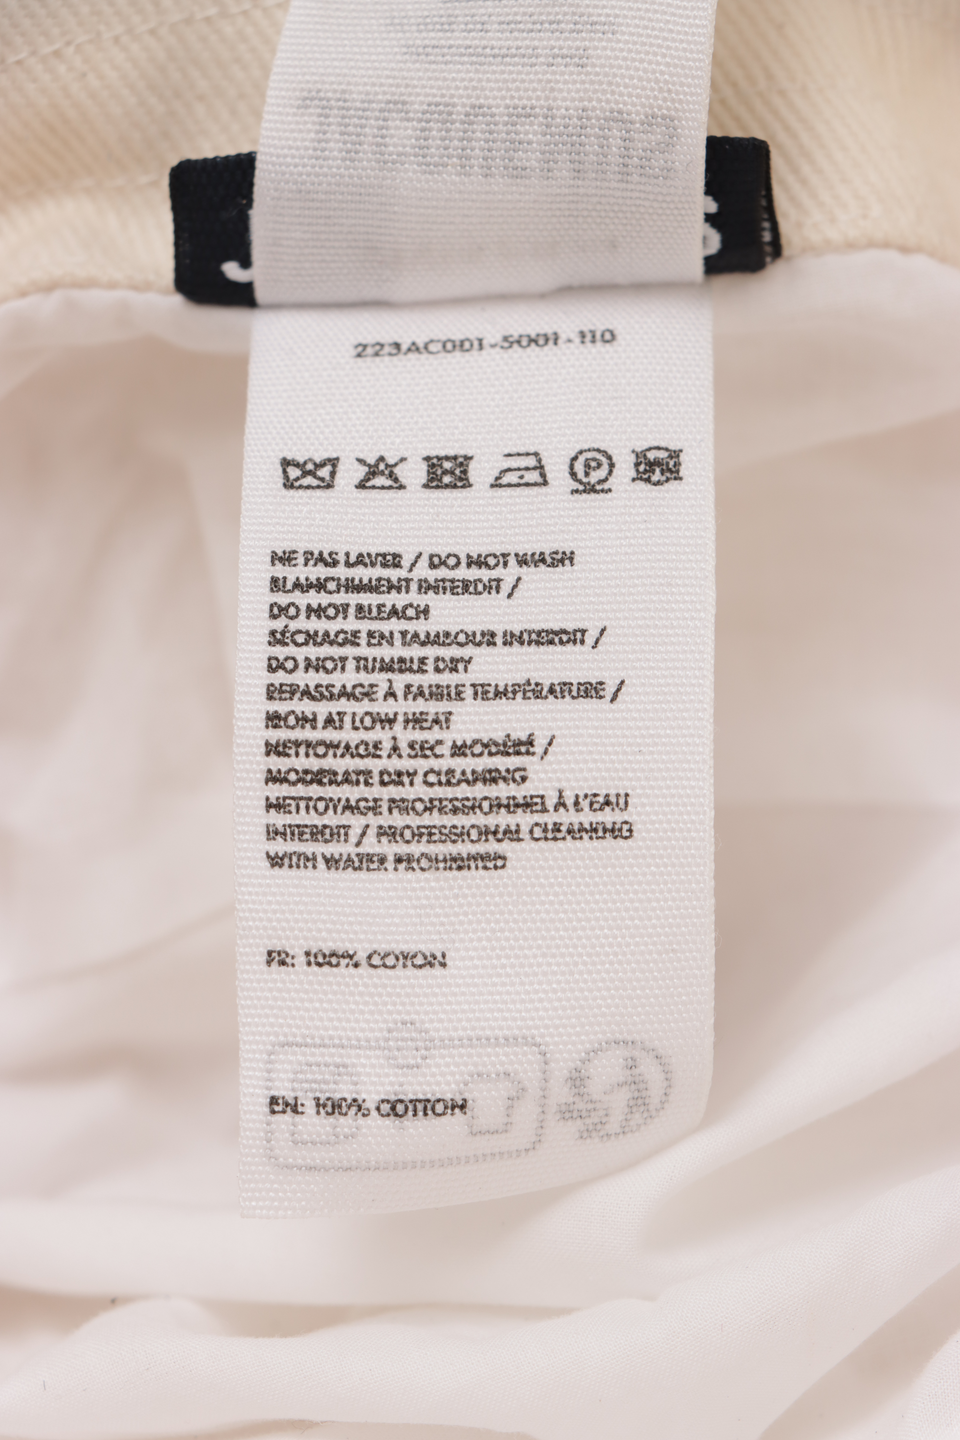 223AC001-5001-110
P
NE PAS LAVER / DO NOT WASH
BLANCHIMENT INTERDIT /
DO NOT BLEACH
SÉCHAGE EN TAMBOUR INTERDIT /
DO NOT TUMBLE DRY
REPASSAGE À FAIBLE TEMPÉRATURE /
IRON AT LOW HEAT
NETTOYAGE À SEC MODÉRÉ /
MODERATE DRY CLEANING
NETTOYAGE PROFESSIONNEL À L'EAU
INTERDIT / PROFESSIONAL CLEANING
WITH WATER PROHIBITED
FR: 100% COTON
EN: 100% COTTON